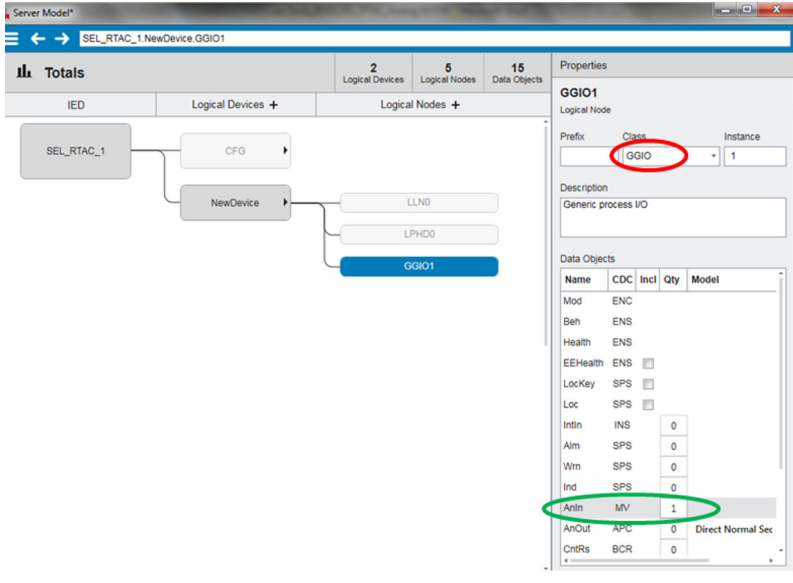 Server Model*
SEL_RTAC_1.NewDevice.GGIO1
Totals
2 Logical Devices
5 Logical Nodes
15 Data Objects
IED
Logical Devices +
Logical Nodes +
SEL_RTAC_1
CFG
NewDevice
LLN0
LPHD0
GGIO1
Properties
GGIO1
Logical Node
Prefix Class Instance
GGIO 1
Description
Generic process I/O
Data Objects
Name CDC Incl Qty Model
Mod ENC
Beh ENS
Health ENS
EEHealth ENS
LocKey SPS
Loc SPS
IntIn INS 0
Alm SPS 0
Wrn SPS 0
Ind SPS 0
AnIn MV 1
AnOut APC 0 Direct Normal Sec
CntRs BCR 0